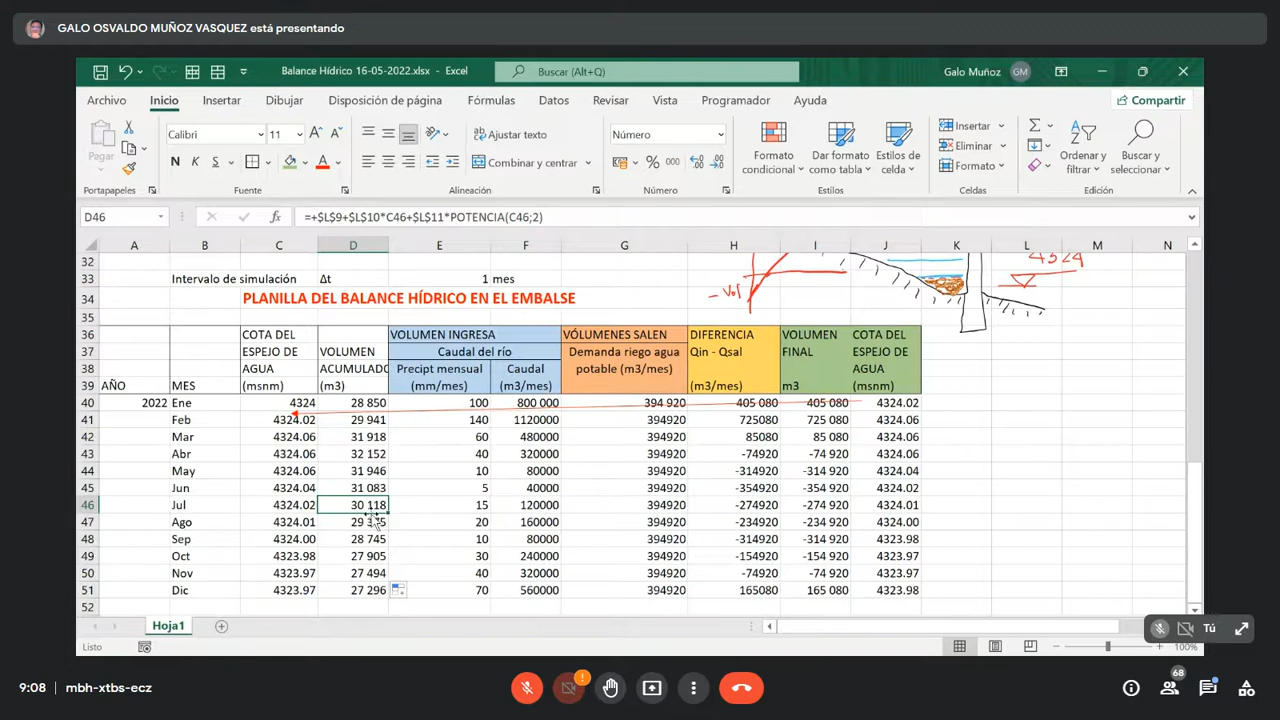 GALO OSVALDO MUÑOZ VASQUEZ está presentando
Balance Hídrico 16-05-2022.xlsx - Excel
Buscar (Alt+Q)
Galo Muñoz GM
Archivo Inicio Insertar Dibujar Disposición de página Fórmulas Datos Revisar Vista Programador Ayuda Compartir
Pegar
Calibri 11
Ajustar texto
Combinar y centrar
Número
Formato condicional
Dar formato como tabla
Estilos de celda
Insertar
Eliminar
Formato
Ordenar y filtrar
Buscar y seleccionar
Portapapeles Fuente Alineación Número Estilos Celdas Edición
D46 fx =+$L$9+$L$10*C46+$L$11*POTENCIA(C46;2)
A B C D E F G H I J K L M N
32 4324
33 Intervalo de simulación Δt 1 mes
34 PLANILLA DEL BALANCE HÍDRICO EN EL EMBALSE - Vol
35
36 COTA DEL VOLUMEN INGRESA VÓLUMENES SALEN DIFERENCIA VOLUMEN COTA DEL
37 ESPEJO DE VOLUMEN Caudal del río Demanda riego agua Qin - Qsal FINAL ESPEJO DE
38 AGUA ACUMULADO Precipt mensual Caudal potable (m3/mes) AGUA
39 AÑO MES (msnm) (m3) (mm/mes) (m3/mes) (m3/mes) m3 (msnm)
40 2022 Ene 4324 28 850 100 800 000 394 920 405 080 405 080 4324.02
41 Feb 4324.02 29 941 140 1120000 394920 725080 725 080 4324.06
42 Mar 4324.06 31 918 60 480000 394920 85080 85 080 4324.06
43 Abr 4324.06 32 152 40 320000 394920 -74920 -74 920 4324.06
44 May 4324.06 31 946 10 80000 394920 -314920 -314 920 4324.04
45 Jun 4324.04 31 083 5 40000 394920 -354920 -354 920 4324.02
46 Jul 4324.02 30 118 15 120000 394920 -274920 -274 920 4324.01
47 Ago 4324.01 20 160000 394920 -234920 -234 920 4324.00
48 Sep 4324.00 28 745 10 80000 394920 -314920 -314 920 4323.98
49 Oct 4323.98 27 905 30 240000 394920 -154920 -154 920 4323.97
50 Nov 4323.97 27 494 40 320000 394920 -74920 -74 920 4323.97
51 Dic 4323.97 27 296 70 560000 394920 165080 165 080 4323.98
52
Hoja1
Tú
Listo 100%
9:08 mbh-xtbs-ecz 68